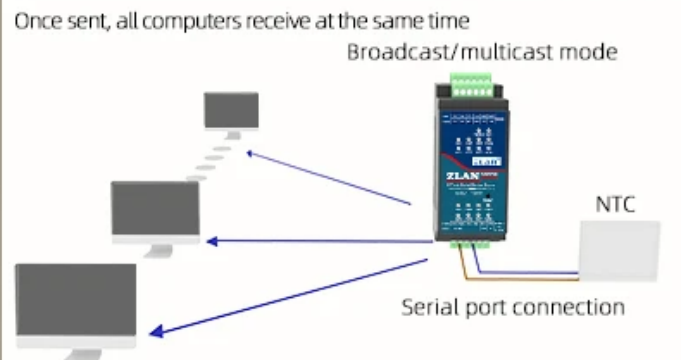 Once sent, all computers receive at the same time
Broadcast/multicast mode
ZLAN
NTC
Serial port connection